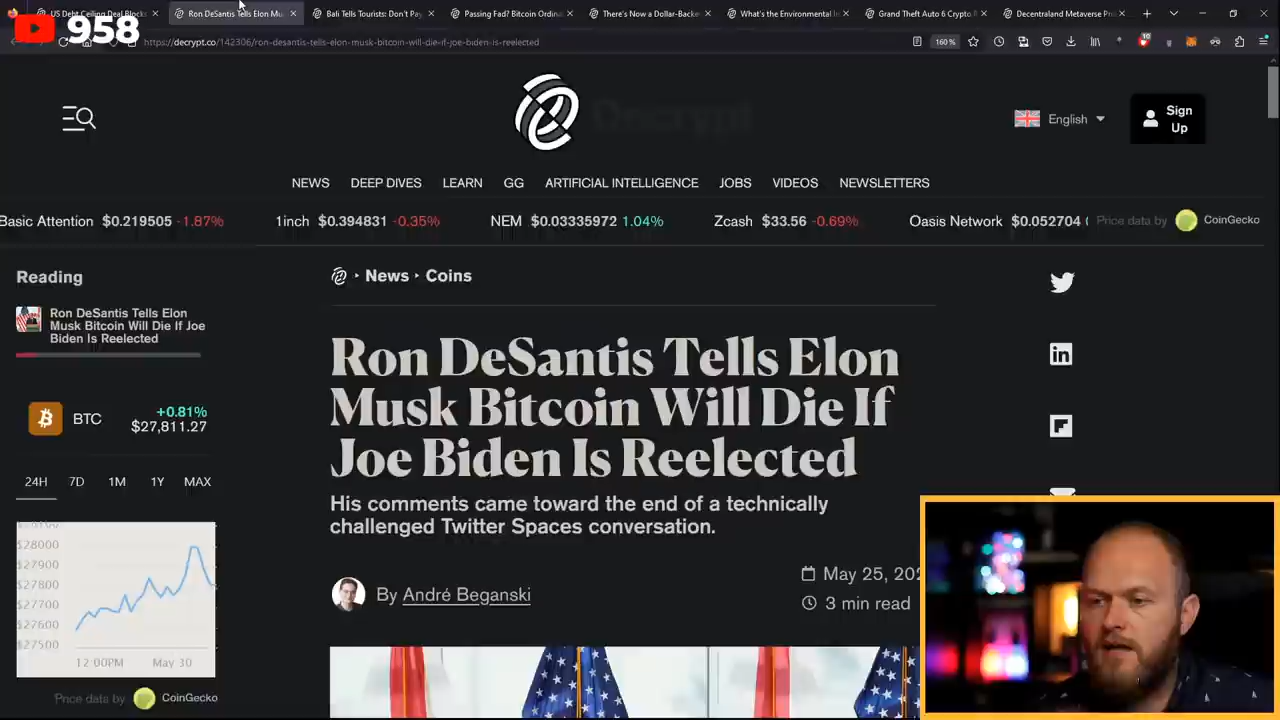 US Debt Ceiling Deal Blocks
Ron DeSantis Tells Elon Mu
Bali Tells Tourists: Don't Pay
Passing Fad? Bitcoin Ordinal
There's Now a Dollar-Backe
What's the Environmental I
Grand Theft Auto 6 Crypto
Decentraland Metaverse Pr
958
https://decrypt.co/142306/ron-desantis-tells-elon-musk-bitcoin-will-die-if-joe-biden-is-reelected
160%
Decrypt
English
Sign
Up
NEWS DEEP DIVES LEARN GG ARTIFICIAL INTELLIGENCE JOBS VIDEOS NEWSLETTERS
Basic Attention $0.219505 -1.87% 1inch $0.394831 -0.35% NEM $0.03335972 1.04% Zcash $33.56 -0.69% Oasis Network $0.052704 Price data by CoinGecko
Reading
Ron DeSantis Tells Elon
Musk Bitcoin Will Die If Joe
Biden Is Reelected
BTC
+0.81%
$27,811.27
24H 7D 1M 1Y MAX
$28000
$27900
$27800
$27700
$27600
$27500
12:00PM May 30
Price data by CoinGecko
News Coins
Ron DeSantis Tells Elon
Musk Bitcoin Will Die If
Joe Biden Is Reelected
His comments came toward the end of a technically
challenged Twitter Spaces conversation.
By André Beganski
May 25, 202
3 min read